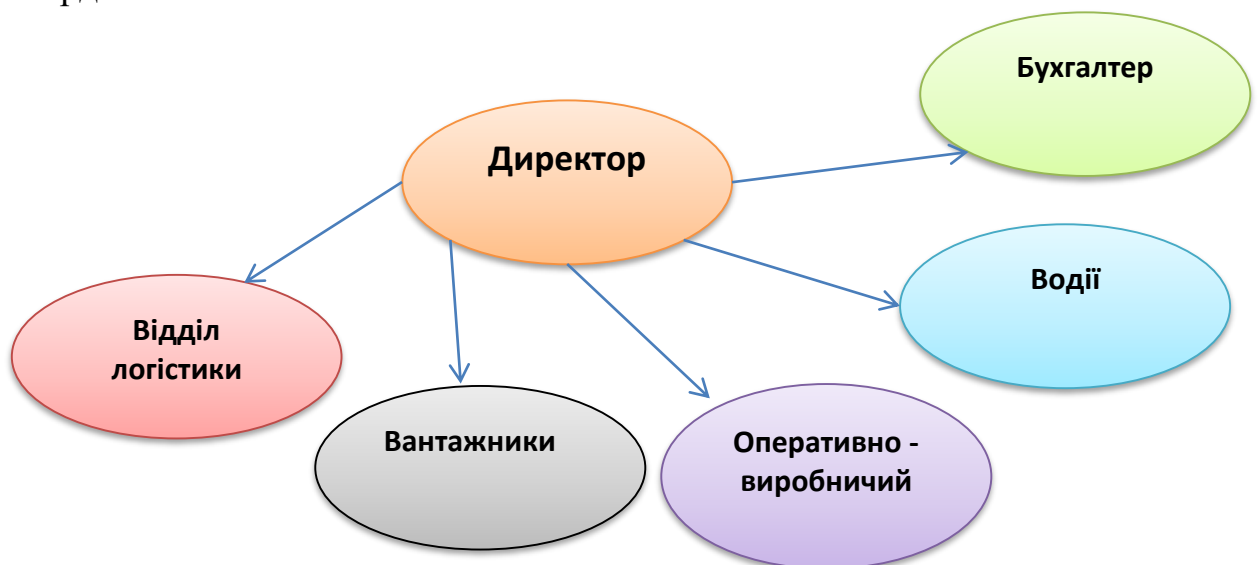 Бухгалтер
Директор
Водії
Відділ
логістики
Вантажники
Оперативно -
виробничий